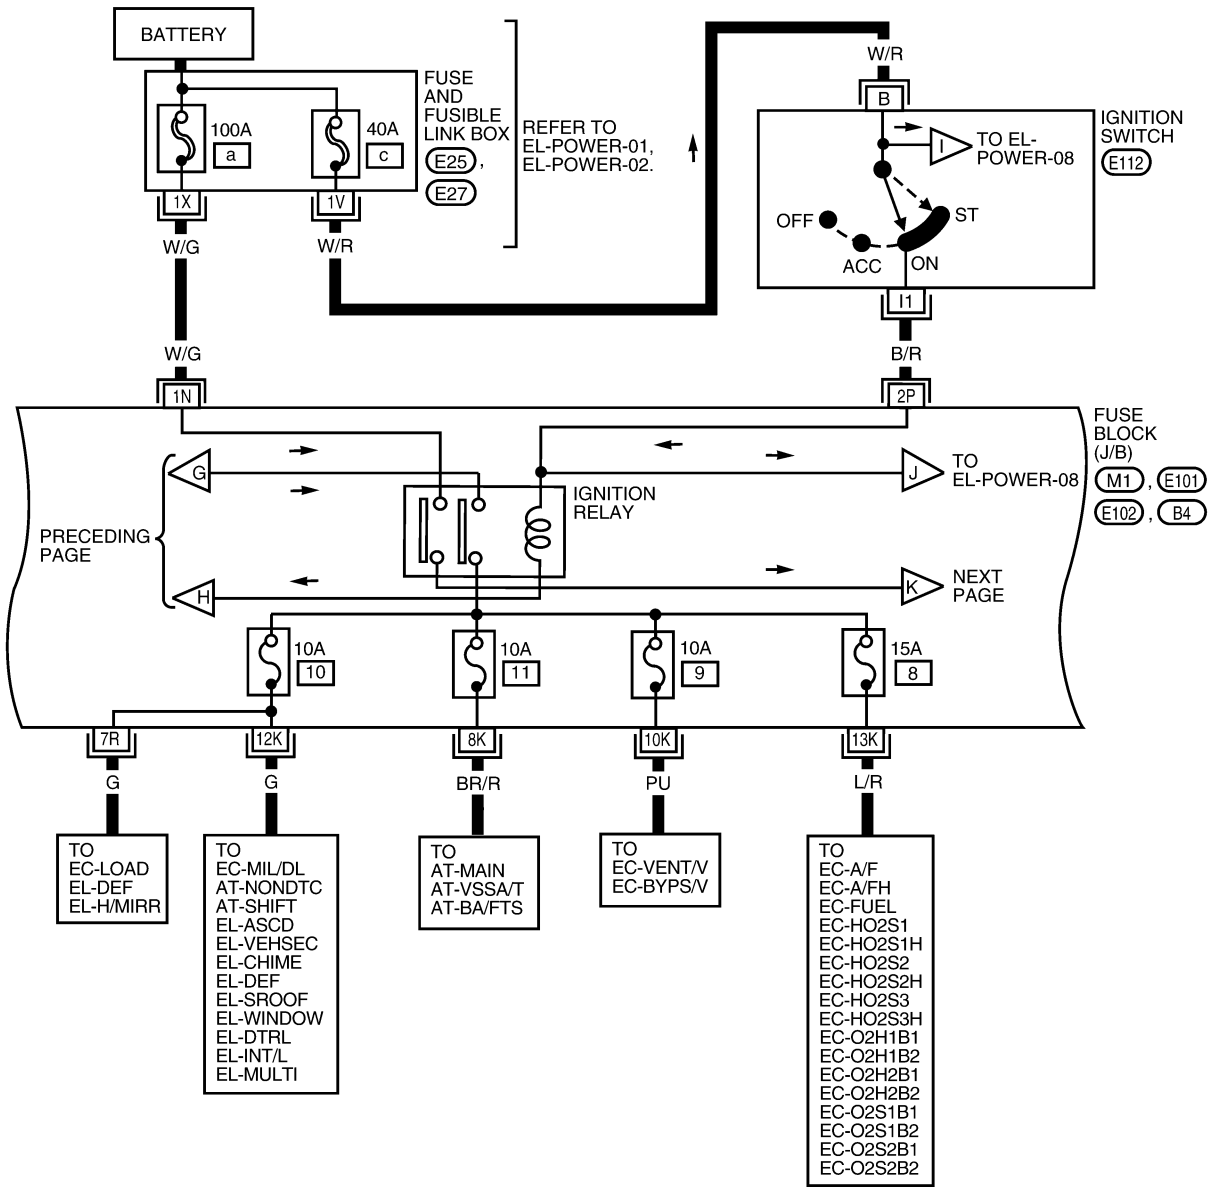 BATTERY
FUSE
AND
FUSIBLE
LINK BOX
E25 ,
E27
100A
a
40A
c
1X
1V
W/G
W/R
REFER TO
EL-POWER-01,
EL-POWER-02.
W/R
B
IGNITION
SWITCH
E112
I
TO EL-
POWER-08
OFF
ACC
ON
ST
I1
B/R
W/G
1N
2P
FUSE
BLOCK
(J/B)
M1 , E101
E102 , B4
G
J
TO
EL-POWER-08
IGNITION
RELAY
PRECEDING
PAGE
H
K
NEXT
PAGE
10A
10
10A
11
10A
9
15A
8
7R
12K
8K
10K
13K
G
G
BR/R
PU
L/R
TO
EC-LOAD
EL-DEF
EL-H/MIRR
TO
EC-MIL/DL
AT-NONDTC
AT-SHIFT
EL-ASCD
EL-VEHSEC
EL-CHIME
EL-DEF
EL-SROOF
EL-WINDOW
EL-DTRL
EL-INT/L
EL-MULTI
TO
AT-MAIN
AT-VSSA/T
AT-BA/FTS
TO
EC-VENT/V
EC-BYPS/V
TO
EC-A/F
EC-A/FH
EC-FUEL
EC-HO2S1
EC-HO2S1H
EC-HO2S2
EC-HO2S2H
EC-HO2S3
EC-HO2S3H
EC-O2H1B1
EC-O2H1B2
EC-O2H2B1
EC-O2H2B2
EC-O2S1B1
EC-O2S1B2
EC-O2S2B1
EC-O2S2B2